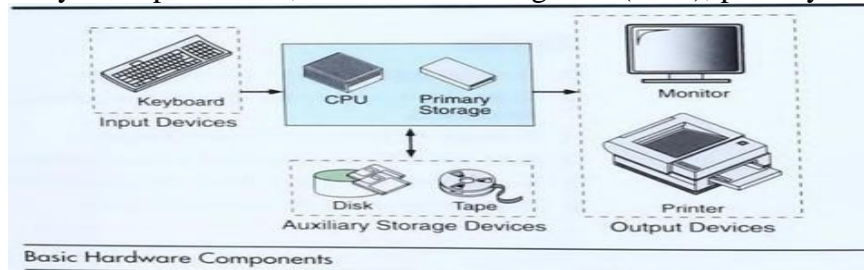 Keyboard
Input Devices
CPU
Primary
Storage
Monitor
Disk
Tape
Auxiliary Storage Devices
Printer
Output Devices
Basic Hardware Components